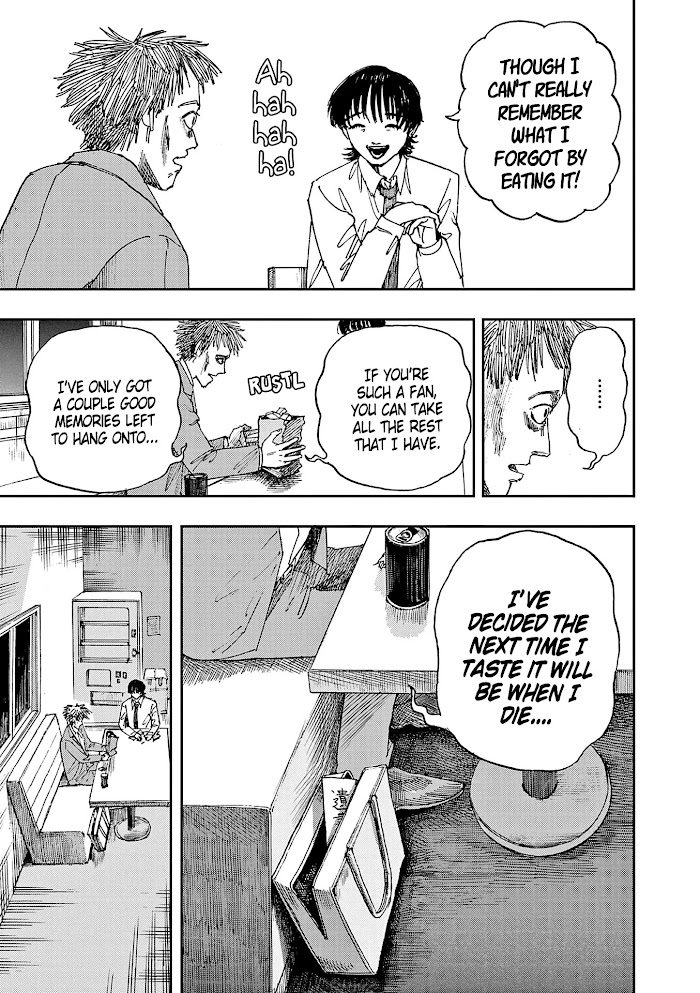 THOUGH I
CAN'T REALLY
REMEMBER
WHAT I
FORGOT BY
EATING IT!
Ah
hah
hah
ha!
......
IF YOU'RE
SUCH A FAN,
YOU CAN TAKE
ALL THE REST
THAT I HAVE.
RUSTL
I'VE ONLY GOT
A COUPLE GOOD
MEMORIES LEFT
TO HANG ONTO...
I'VE
DECIDED THE
NEXT TIME I
TASTE IT WILL
BE WHEN I
DIE....
遺